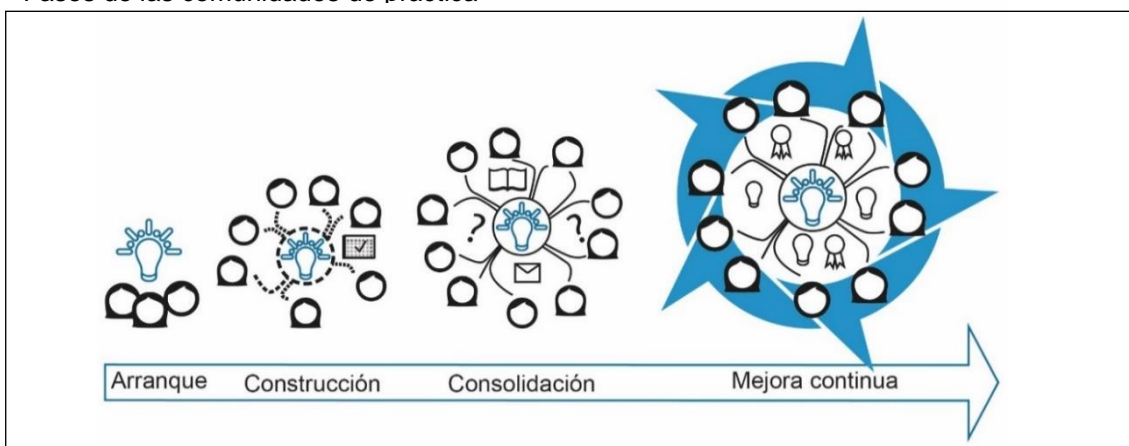 Fases de las comunidades de práctica
? ?
Arranque Construcción Consolidación Mejora continua